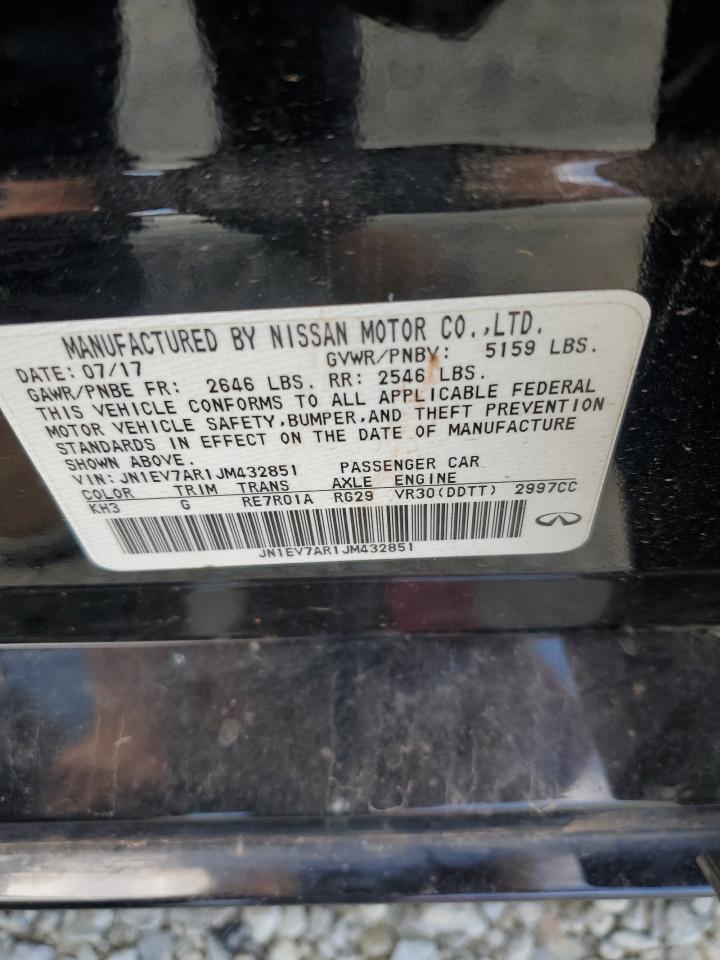 MANUFACTURED BY NISSAN MOTOR CO.,LTD.
DATE: 07/17 GVWR/PNBV: 5159 LBS.
GAWR/PNBE FR: 2646 LBS. RR: 2546 LBS.
THIS VEHICLE CONFORMS TO ALL APPLICABLE FEDERAL
MOTOR VEHICLE SAFETY,BUMPER,AND THEFT PREVENTION
STANDARDS IN EFFECT ON THE DATE OF MANUFACTURE
SHOWN ABOVE.
VIN: JN1EV7AR1JM432851 PASSENGER CAR
COLOR TRIM TRANS AXLE ENGINE
KH3 G RE7R01A RG29 VR30(DDTT) 2997CC
JN1EV7AR1JM432851